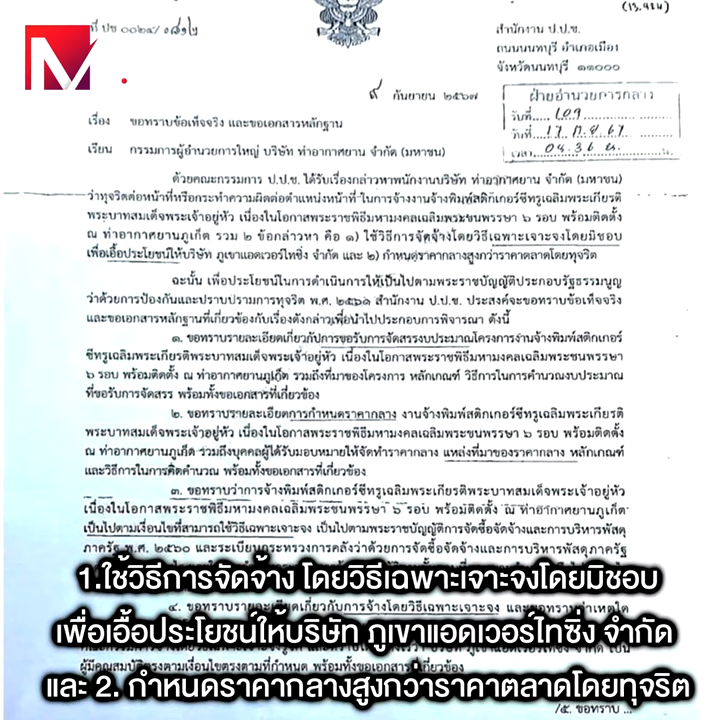 (ปช ๔๒๗)
ที่ ปช ๐๐๒๔/๐๘๑๒
สำนักงาน ป.ป.ช.
ถนนนนทบุรี อำเภอเมือง
จังหวัดนนทบุรี ๑๑๐๐๐
M.
๙ กันยายน ๒๕๖๗
ฝ่ายอำนวยการกลาง
รับที่..... 109
วันที่..... 17 ก.ย. 67
เวลา..... 09.36 น.
เรื่อง ขอทราบข้อเท็จจริง และขอเอกสารหลักฐาน
เรียน กรรมการผู้อำนวยการใหญ่ บริษัท ท่าอากาศยาน จำกัด (มหาชน)
ด้วยคณะกรรมการ ป.ป.ช. ได้รับเรื่องกล่าวหาพนักงานบริษัท ท่าอากาศยาน จำกัด (มหาชน)
ว่าทุจริตต่อหน้าที่หรือกระทำความผิดต่อตำแหน่งหน้าที่ ในการจ้างงานจ้างพิมพ์สติกเกอร์ซีทรูเฉลิมพระเกียรติ
พระบาทสมเด็จพระเจ้าอยู่หัว เนื่องในโอกาสพระราชพิธีมหามงคลเฉลิมพระชนพรรษา ๖ รอบ พร้อมติดตั้ง
ณ ท่าอากาศยานภูเก็ต รวม ๒ ข้อกล่าวหา คือ ๑) ใช้วิธีการจัดจ้างโดยวิธีเฉพาะเจาะจงโดยมิชอบ
เพื่อเอื้อประโยชน์ให้บริษัท ภูเขาแอดเวอร์ไทซิ่ง จำกัด และ ๒) กำหนดราคากลางสูงกว่าราคาตลาดโดยทุจริต
ฉะนั้น เพื่อประโยชน์ในการดำเนินการให้เป็นไปตามพระราชบัญญัติประกอบรัฐธรรมนูญ
ว่าด้วยการป้องกันและปราบปรามการทุจริต พ.ศ. ๒๕๖๑ สำนักงาน ป.ป.ช. ประสงค์จะขอทราบข้อเท็จจริง
และขอเอกสารหลักฐานที่เกี่ยวข้องกับเรื่องดังกล่าวเพื่อนำไปประกอบการพิจารณา ดังนี้
๑. ขอทราบรายละเอียดเกี่ยวกับการขอรับการจัดสรรงบประมาณโครงการงานจ้างพิมพ์สติกเกอร์
ซีทรูเฉลิมพระเกียรติพระบาทสมเด็จพระเจ้าอยู่หัว เนื่องในโอกาสพระราชพิธีมหามงคลเฉลิมพระชนพรรษา
๖ รอบ พร้อมติดตั้ง ณ ท่าอากาศยานภูเก็ต รวมถึงที่มาของโครงการ หลักเกณฑ์ วิธีการในการคำนวณงบประมาณ
ที่ขอรับการจัดสรร พร้อมทั้งขอเอกสารที่เกี่ยวข้อง
๒. ขอทราบรายละเอียดการกำหนดราคากลาง งานจ้างพิมพ์สติกเกอร์ซีทรูเฉลิมพระเกียรติ
พระบาทสมเด็จพระเจ้าอยู่หัว เนื่องในโอกาสพระราชพิธีมหามงคลเฉลิมพระชนพรรษา ๖ รอบ พร้อมติดตั้ง
ณ ท่าอากาศยานภูเก็ต รวมถึงบุคคลผู้ได้รับมอบหมายให้จัดทำราคากลาง แหล่งที่มาของราคากลาง หลักเกณฑ์
และวิธีการในการคิดคำนวณ พร้อมทั้งขอเอกสารที่เกี่ยวข้อง
๓. ขอทราบว่าการจ้างพิมพ์สติกเกอร์ซีทรูเฉลิมพระเกียรติพระบาทสมเด็จพระเจ้าอยู่หัว
เนื่องในโอกาสพระราชพิธีมหามงคลเฉลิมพระชนพรรษา ๖ รอบ พร้อมติดตั้ง ณ ท่าอากาศยานภูเก็ต
เป็นไปตามเงื่อนไขที่สามารถใช้วิธีเฉพาะเจาะจง เป็นไปตามพระราชบัญญัติการจัดซื้อจัดจ้างและการบริหารพัสดุ
ภาครัฐ พ.ศ. ๒๕๖๐ และระเบียบกระทรวงการคลังว่าด้วยการจัดซื้อจัดจ้างและการบริหารพัสดุภาครัฐ
1.ใช้วิธีการจัดจ้าง โดยวิธีเฉพาะเจาะจงโดยมิชอบ
๔. ขอทราบรายละเอียดเกี่ยวกับการจ้างโดยวิธีเฉพาะเจาะจง และขอทราบว่าเหตุใด
เพื่อเอื้อประโยชน์ให้บริษัท ภูเขาแอดเวอร์ไทซิ่ง จำกัด
ผู้มีคุณสมบัติตรงตามเงื่อนไขตรงตามที่กำหนด พร้อมทั้งขอเอกสารที่เกี่ยวข้อง
และ 2. กำหนดราคากลางสูงกว่าราคาตลาดโดยทุจริต
/๕. ขอทราบ ...